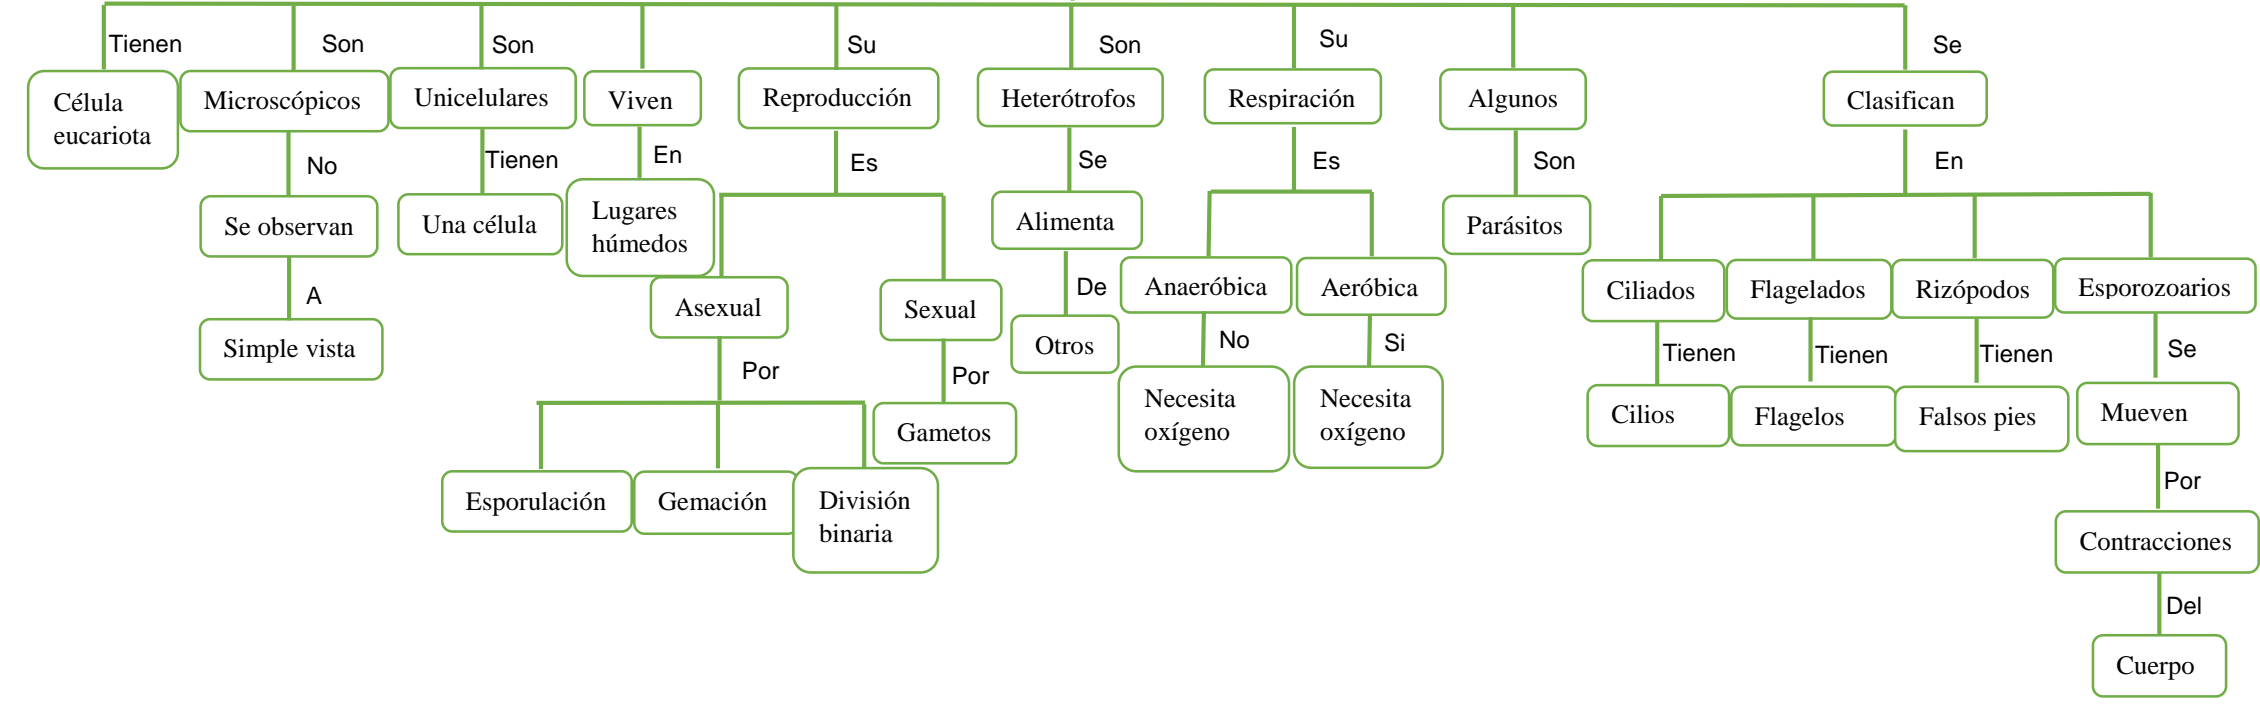 Tienen
Son
Son
Su
Son
Su
Se
Célula
eucariota
Microscópicos
Unicelulares
Viven
Reproducción
Heterótrofos
Respiración
Algunos
Clasifican
No
Tienen
En
Es
Se
Es
Son
En
Se observan
Una célula
Lugares
húmedos
Alimenta
Parásitos
A
De
Simple vista
Asexual
Sexual
Otros
Anaeróbica
Aeróbica
Ciliados
Flagelados
Rizópodos
Esporozoarios
Por
Por
No
Si
Tienen
Tienen
Tienen
Se
Gametos
Necesita
oxígeno
Necesita
oxígeno
Cilios
Flagelos
Falsos pies
Mueven
Esporulación
Gemación
División
binaria
Por
Contracciones
Del
Cuerpo